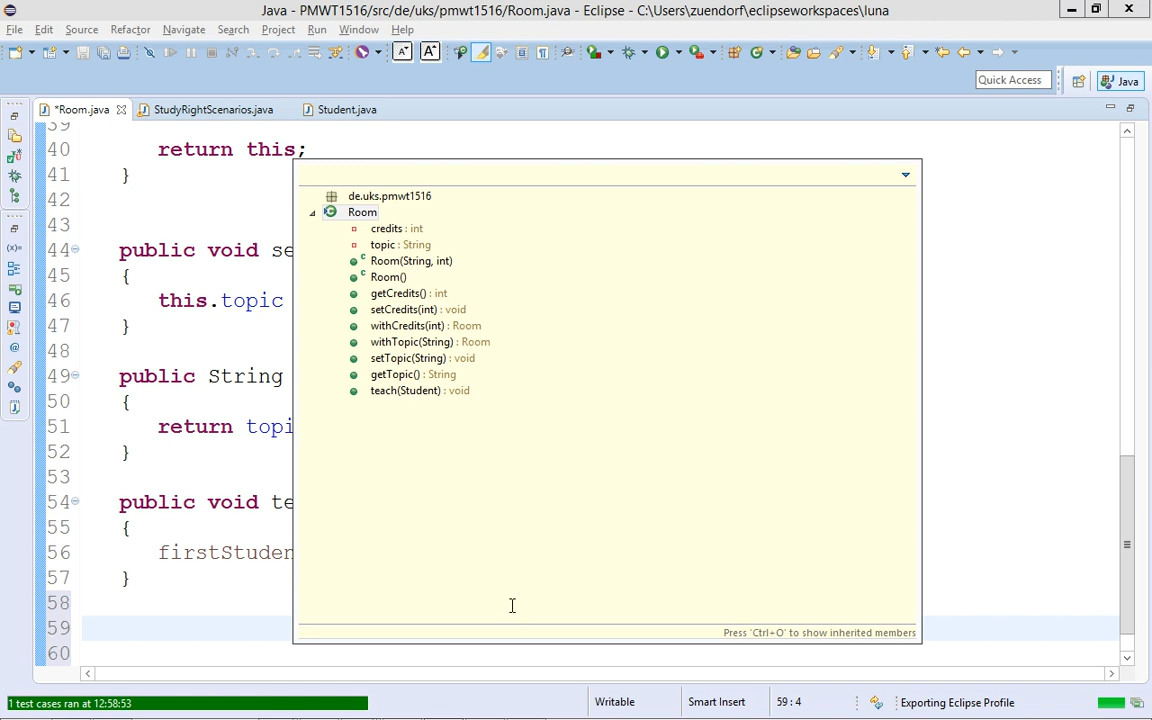 Java - PMWT1516/src/de/uks/pmwt1516/Room.java - Eclipse - C:\Users\zuendorf\eclipseworkspaces\luna
File Edit Source Refactor Navigate Search Project Run Window Help
Quick Access Java
*Room.java StudyRightScenarios.java Student.java
39
40 return this;
41 }
42
43
44 public void se
45 {
46 this.topic
47 }
48
49 public String
50 {
51 return topi
52 }
53
54 public void te
55 {
56 firstStuden
57 }
58
59
60
de.uks.pmwt1516
Room
credits : int
topic : String
Room(String, int)
Room()
getCredits() : int
setCredits(int) : void
withCredits(int) : Room
withTopic(String) : Room
setTopic(String) : void
getTopic() : String
teach(Student) : void
Press 'Ctrl+O' to show inherited members
1 test cases ran at 12:58:53 Writable Smart Insert 59 : 4 Exporting Eclipse Profile